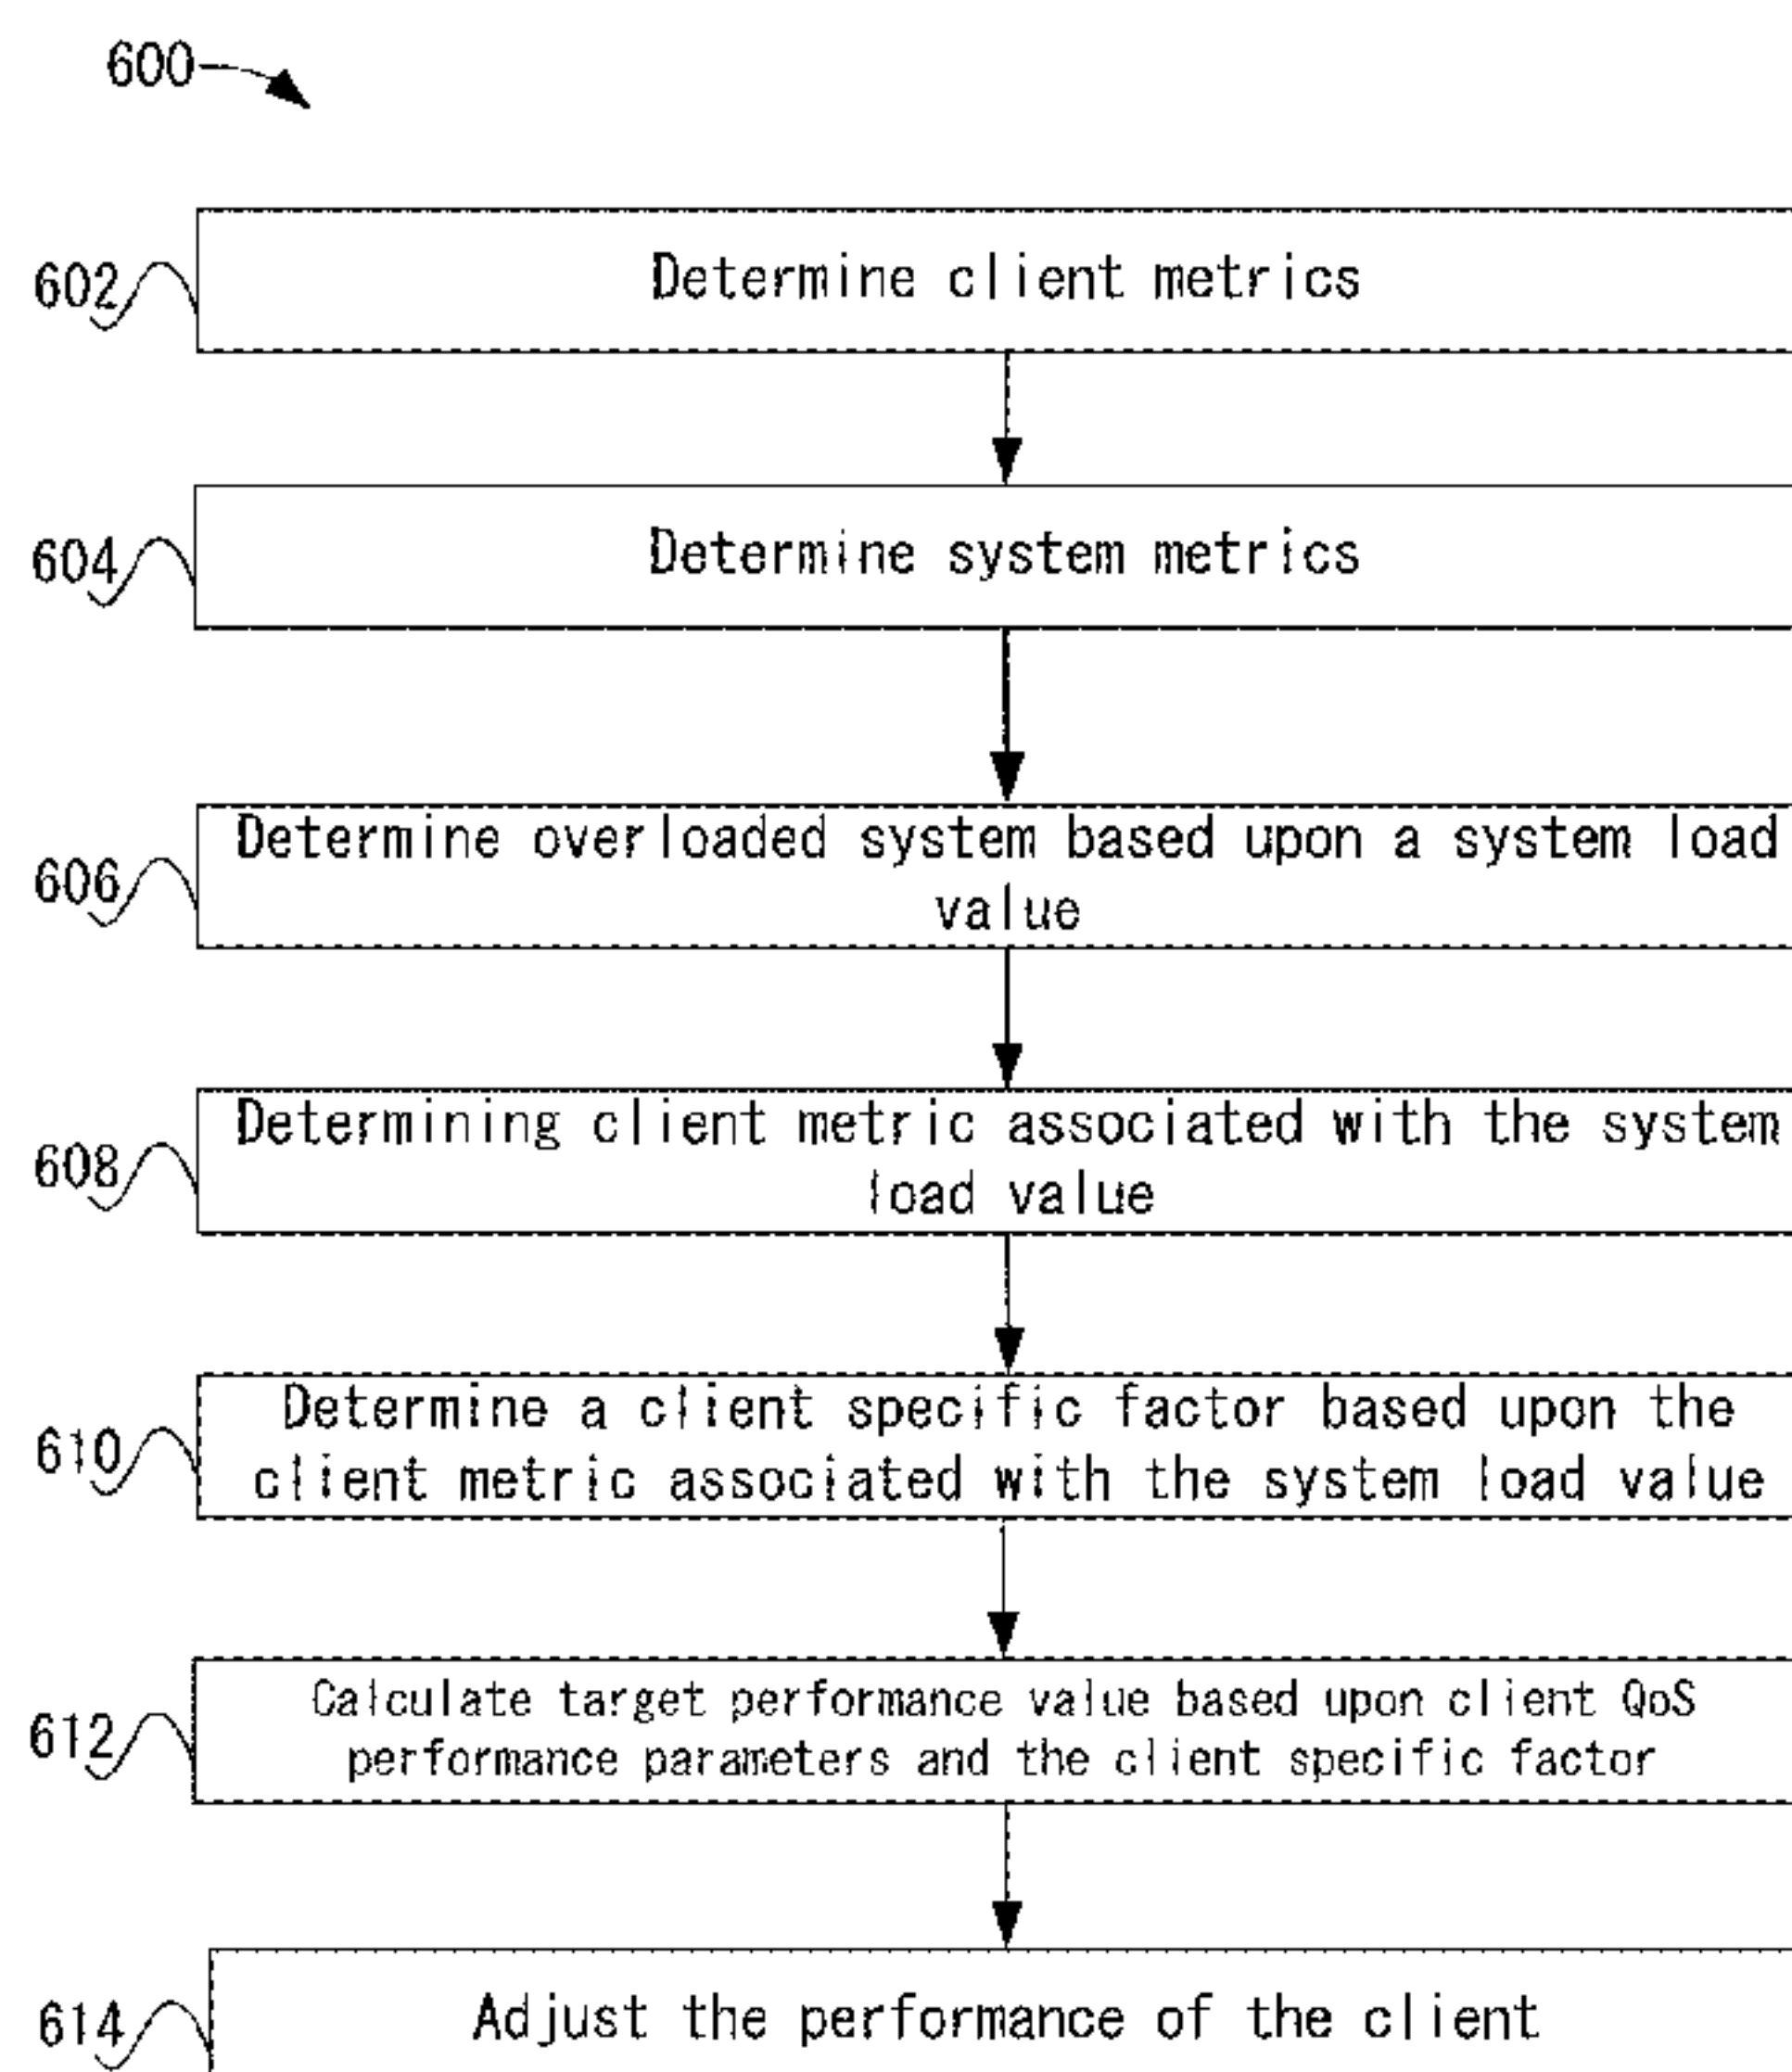 600
602
Determine client metrics
604
Determine system metrics
606
Determine overloaded system based upon a system load
value
608
Determining client metric associated with the system
load value
610
Determine a client specific factor based upon the
client metric associated with the system load value
612
Calculate target performance value based upon client QoS
performance parameters and the client specific factor
614
Adjust the performance of the client